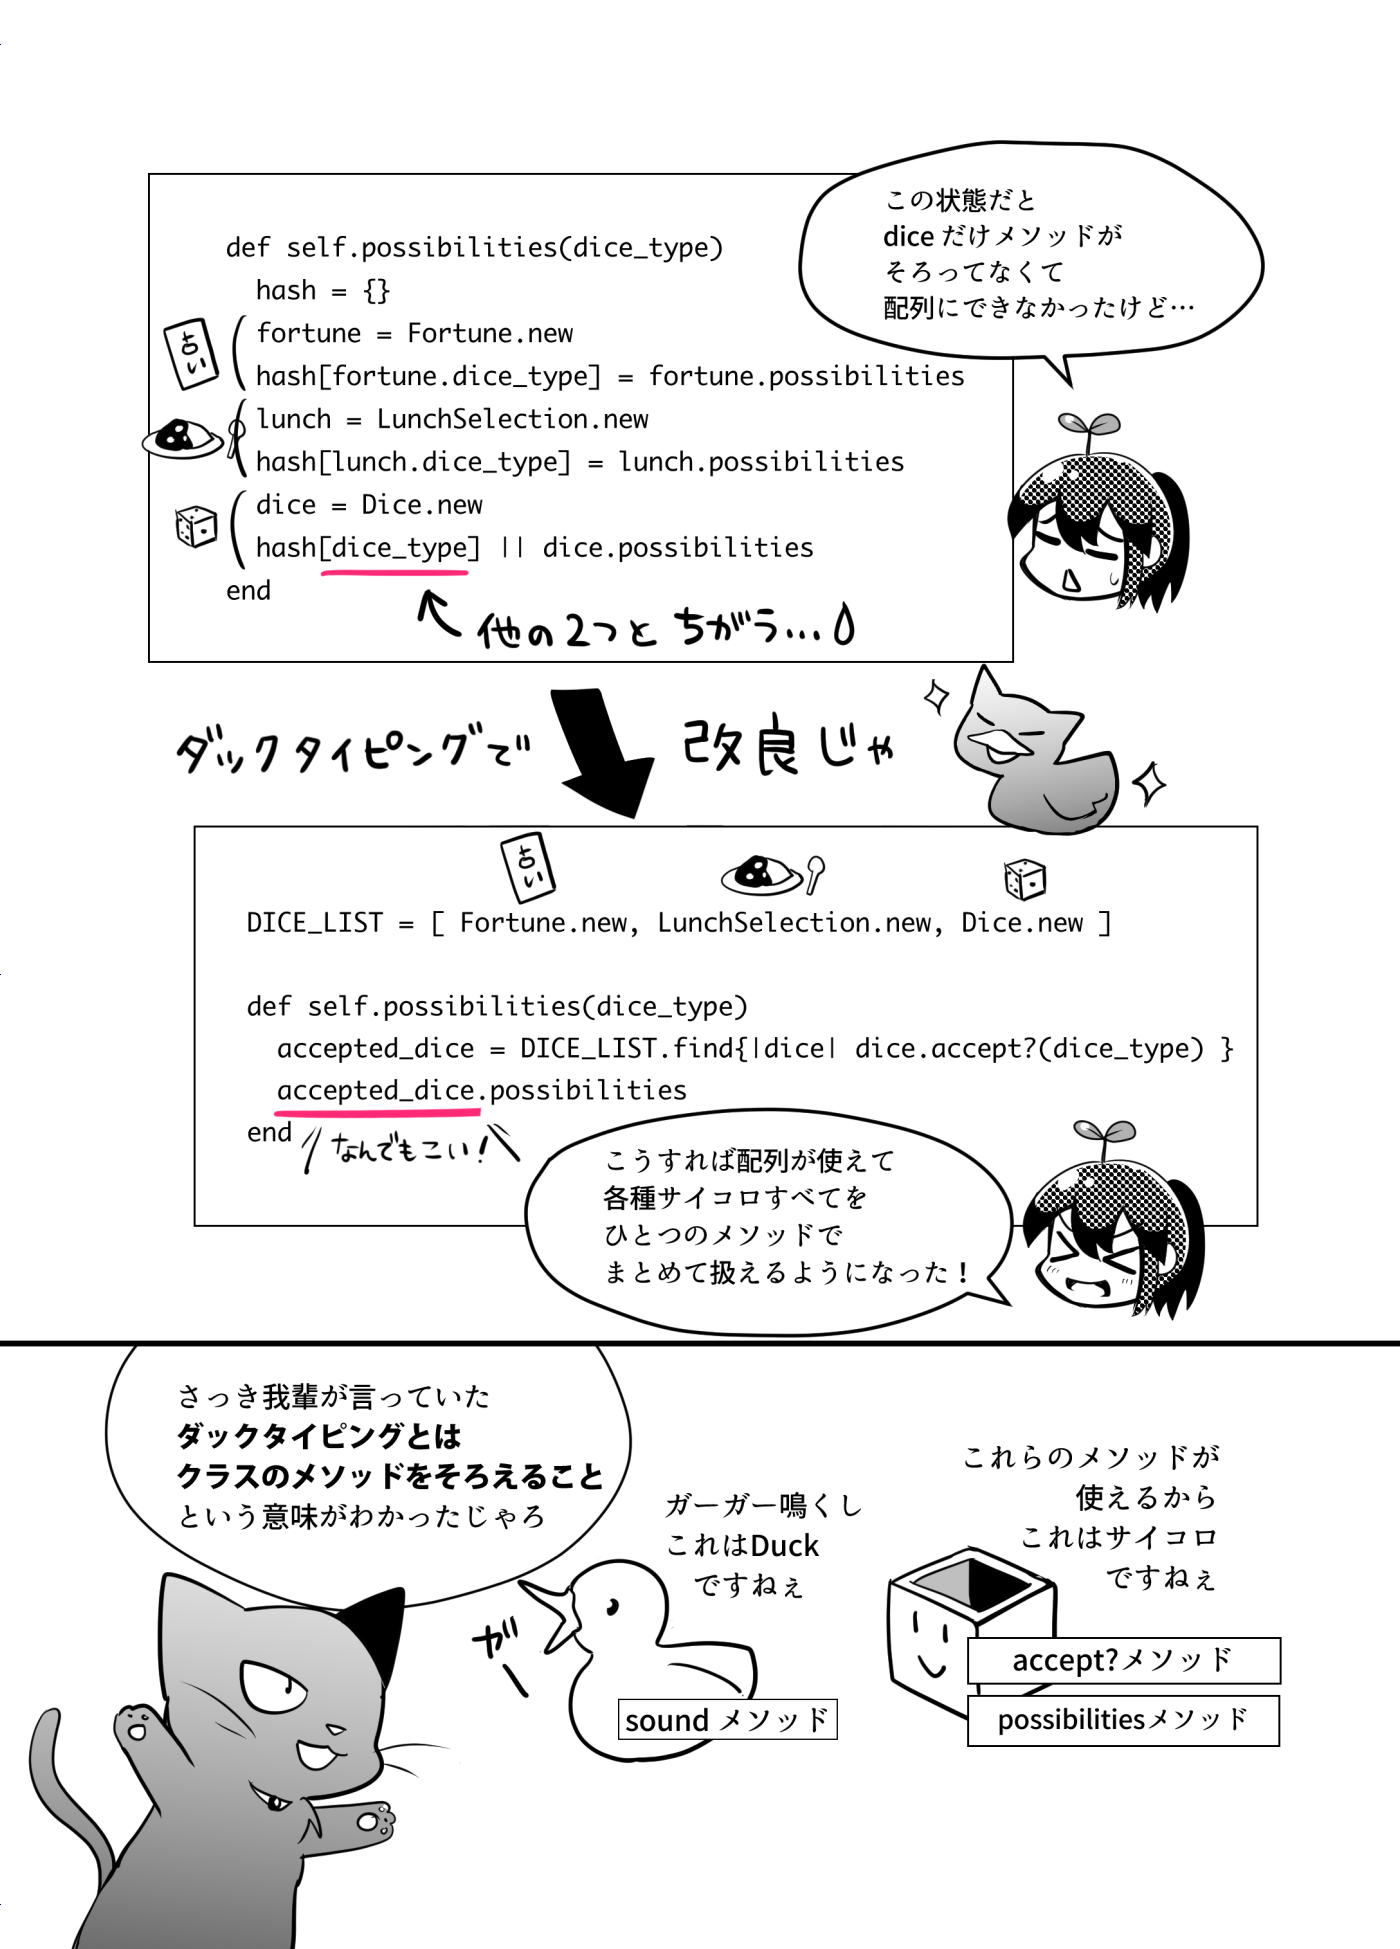 この状態だと
dice だけメソッドが
そろってなくて
配列にできなかったけど…
def self.possibilities(dice_type)
hash = {}
占い
fortune = Fortune.new
hash[fortune.dice_type] = fortune.possibilities
lunch = LunchSelection.new
hash[lunch.dice_type] = lunch.possibilities
dice = Dice.new
hash[dice_type] || dice.possibilities
end
他の2つと ちがう…
ダックタイピングで 改良じゃ
占い
DICE_LIST = [ Fortune.new, LunchSelection.new, Dice.new ]
def self.possibilities(dice_type)
accepted_dice = DICE_LIST.find{|dice| dice.accept?(dice_type) }
accepted_dice.possibilities
end
なんでもこい!
こうすれば配列が使えて
各種サイコロすべてを
ひとつのメソッドで
まとめて扱えるようになった!
さっき我輩が言っていた
ダックタイピングとは
クラスのメソッドをそろえること
という意味がわかったじゃろ
ガーガー鳴くし
これはDuck
ですねぇ
ガー
sound メソッド
これらのメソッドが
使えるから
これはサイコロ
ですねぇ
accept?メソッド
possibilitiesメソッド